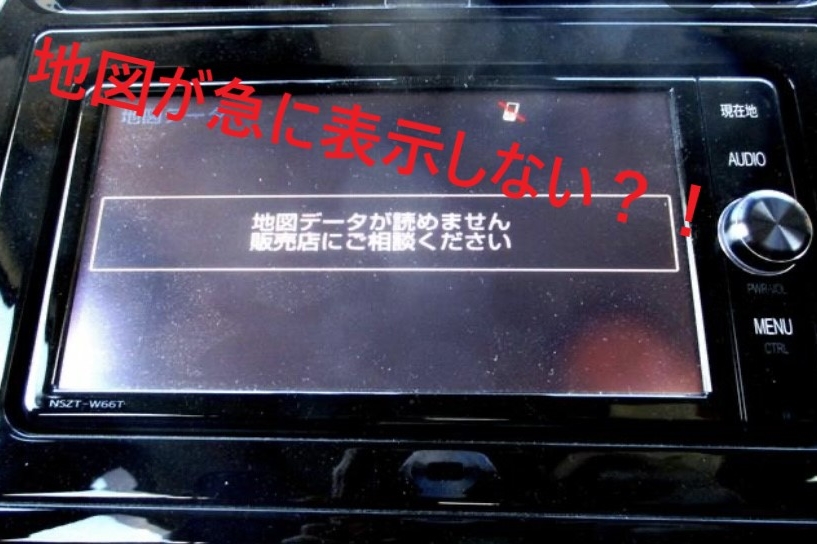 地図が急に表示しない？！
現在地
AUDIO
地図データが読めません
販売店にご相談ください
PWR·VOL
MENU
CTRL
NSZT-W66T